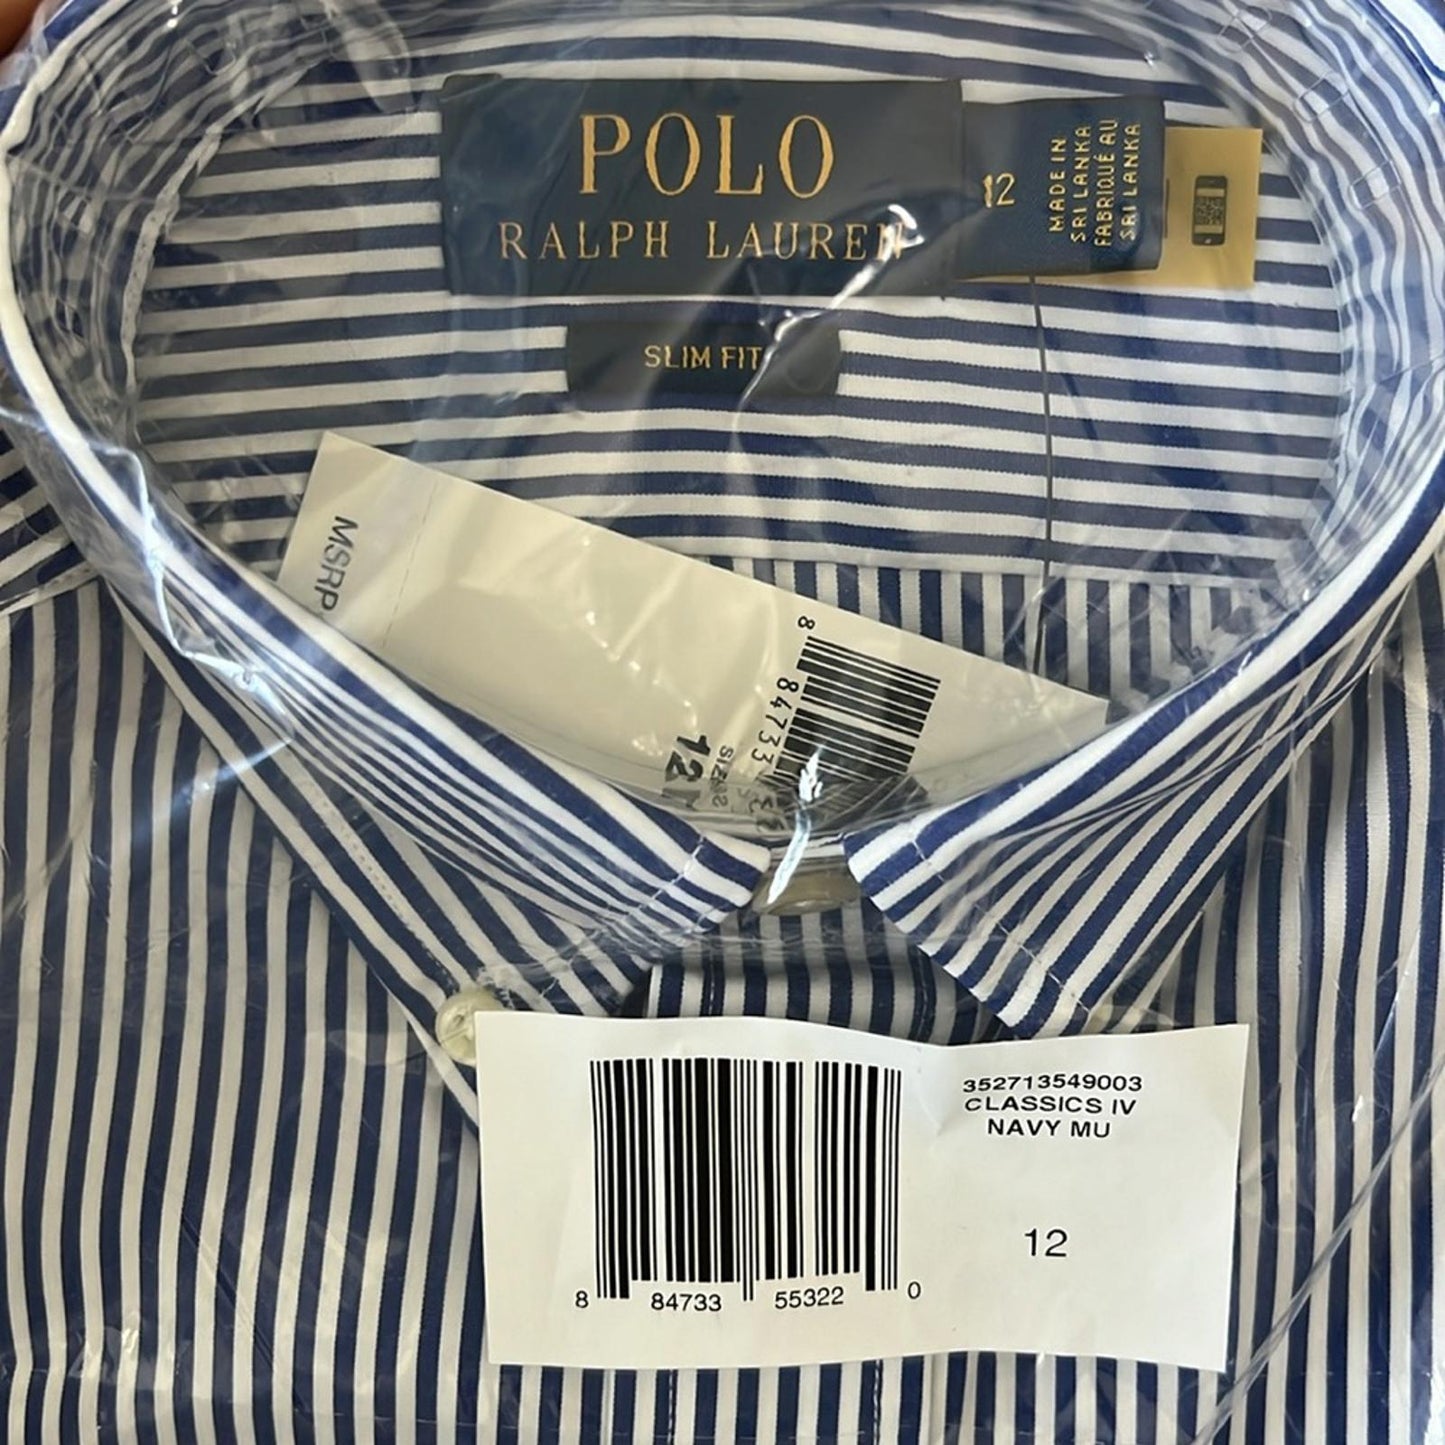 POLO
RALPH LAUREN
12
MADE IN
SRI LANKA
FABRIQUÉ AU
SRI LANKA
SLIM FIT
MSRP
8 84733
12
352713549003
CLASSICS IV
NAVY MU
12
8 84733 55322 0